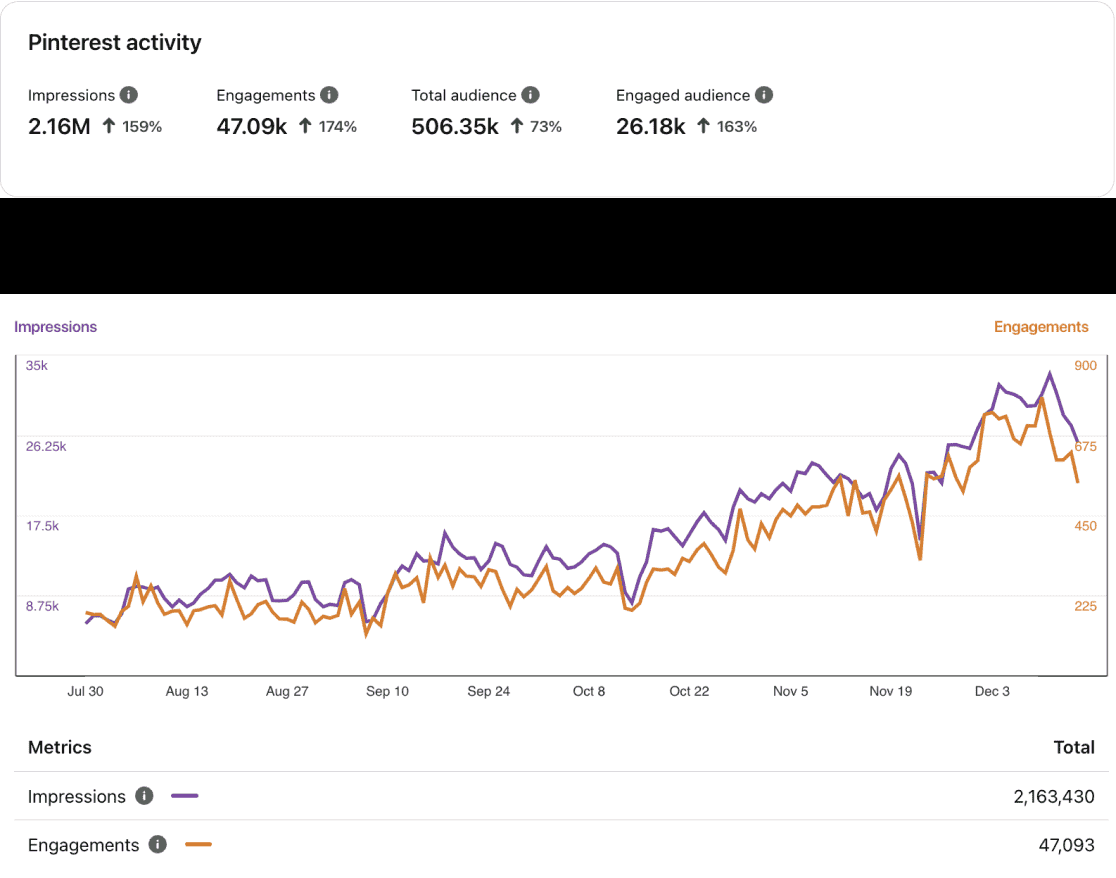 Pinterest activity
Impressions Engagements Total audience Engaged audience
2.16M 159% 47.09k 174% 506.35k 73% 26.18k 163%
Impressions Engagements
35k 900
26.25k 675
17.5k 450
8.75k 225
Jul 30 Aug 13 Aug 27 Sep 10 Sep 24 Oct 8 Oct 22 Nov 5 Nov 19 Dec 3
Metrics Total
Impressions 2,163,430
Engagements 47,093